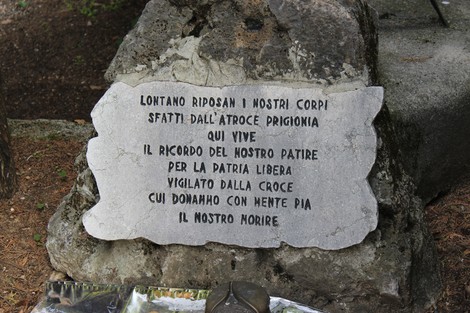 LONTANO RIPOSAN I NOSTRI CORPI
SFATTI DALL'ATROCE PRIGIONIA
QUI VIVE
IL RICORDO DEL NOSTRO PATIRE
PER LA PATRIA LIBERA
VIGILATO DALLA CROCE
CUI DONAMMO CON MENTE PIA
IL NOSTRO MORIRE